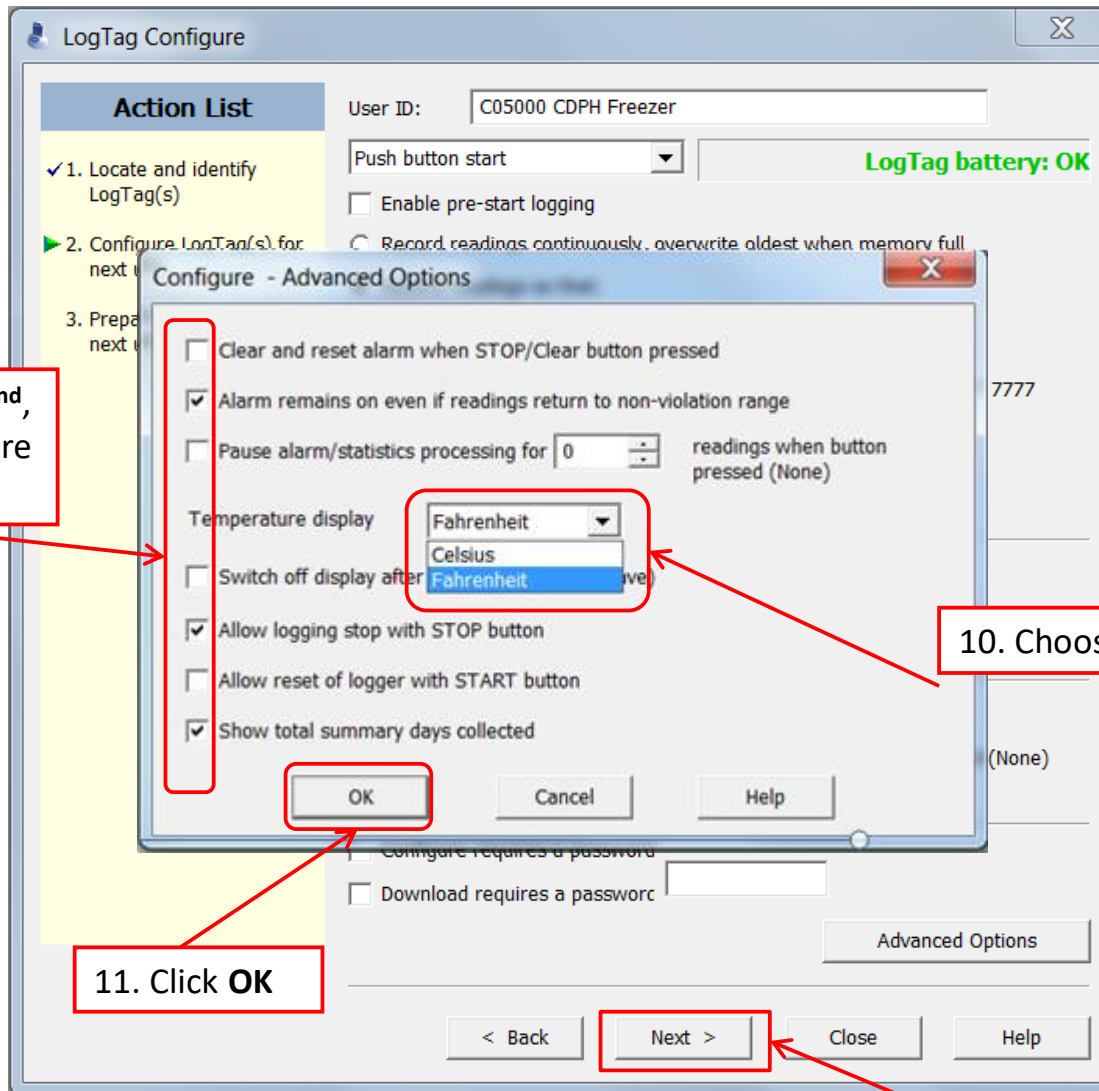 LogTag Configure
Action List
1. Locate and identify
LogTag(s)
2. Configure LogTag(s) for
next
3. Prepa
next
User ID: C05000 CDPH Freezer
Push button start
LogTag battery: OK
Enable pre-start logging
Record readings continuously, overwrite oldest when memory full
7777
Configure - Advanced Options
Clear and reset alarm when STOP/Clear button pressed
Alarm remains on even if readings return to non-violation range
Pause alarm/statistics processing for 0 readings when button
pressed (None)
Temperature display Fahrenheit
Celsius
Fahrenheit
Switch off display after ve)
Allow logging stop with STOP button
Allow reset of logger with START button
Show total summary days collected
OK Cancel Help
nd,
re
10. Choos
(None)
11. Click OK
Configure requires a password
Download requires a passworc
Advanced Options
< Back Next > Close Help